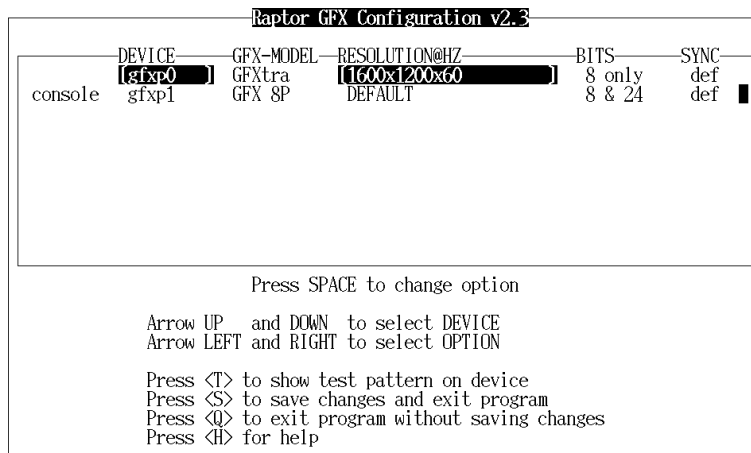 Raptor GFX Configuration v2.3
DEVICE GFX-MODEL RESOLUTION@HZ BITS SYNC
[gfxp0 ] GFXtra [1600x1200x60 ] 8 only def
console gfxp1 GFX 8P DEFAULT 8 & 24 def
Press SPACE to change option
Arrow UP and DOWN to select DEVICE
Arrow LEFT and RIGHT to select OPTION
Press <T> to show test pattern on device
Press <S> to save changes and exit program
Press <Q> to exit program without saving changes
Press <H> for help